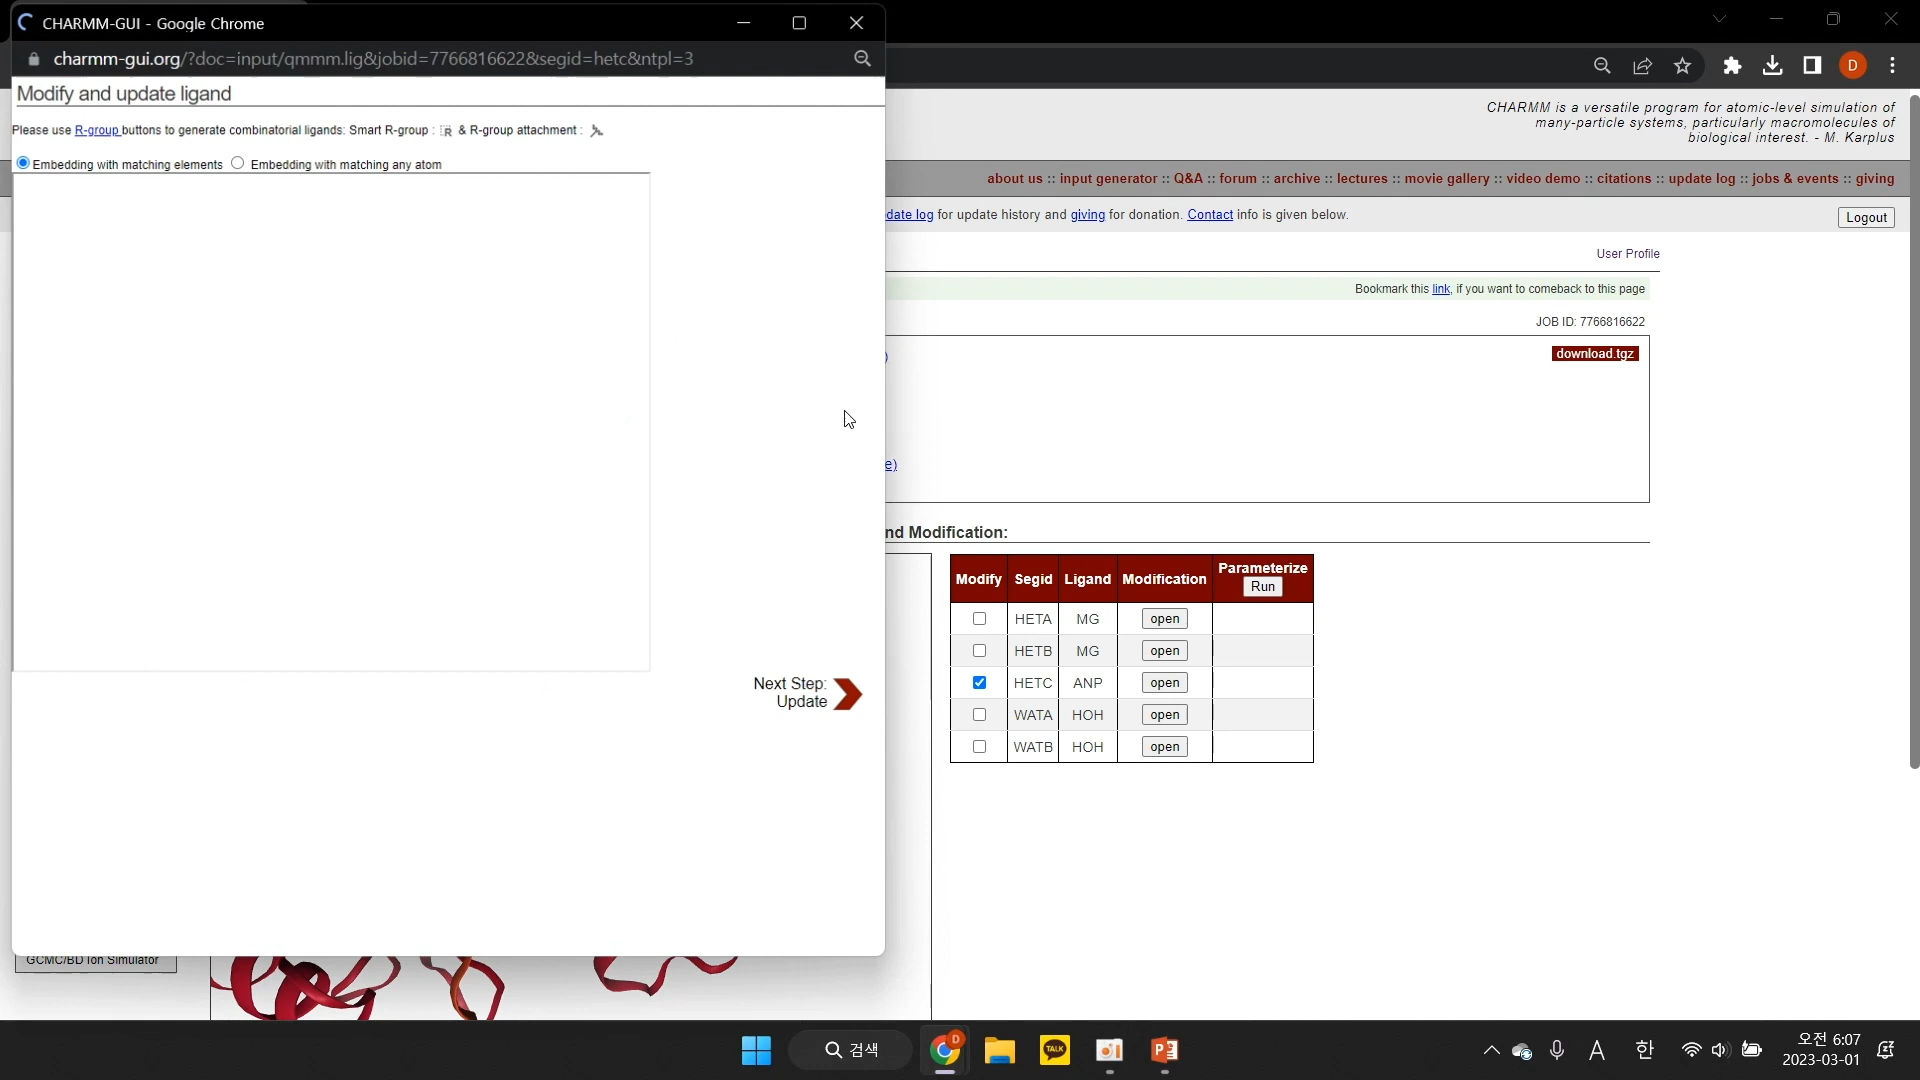 CHARMM-GUI - Google Chrome
charmm-gui.org/?doc=input/qmmm.lig&jobid=7766816622&segid=hetc&ntpl=3
Modify and update ligand
Please use R-group buttons to generate combinatorial ligands: Smart R-group : R & R-group attachment :
Embedding with matching elements Embedding with matching any atom
Next Step:
Update
D
CHARMM is a versatile program for atomic-level simulation of
many-particle systems, particularly macromolecules of
biological interest. - M. Karplus
about us :: input generator :: Q&A :: forum :: archive :: lectures :: movie gallery :: video demo :: citations :: update log :: jobs & events :: giving
date log for update history and giving for donation. Contact info is given below.
Logout
User Profile
Bookmark this link, if you want to comeback to this page
JOB ID: 7766816622
)
download.tgz
e)
nd Modification:
Modify Segid Ligand Modification Parameterize
Run
HETA MG open
HETB MG open
HETC ANP open
WATA HOH open
WATB HOH open
GCMC/BD Ion Simulator
검색
D
TALK
P
A
한
오전 6:07
2023-03-01